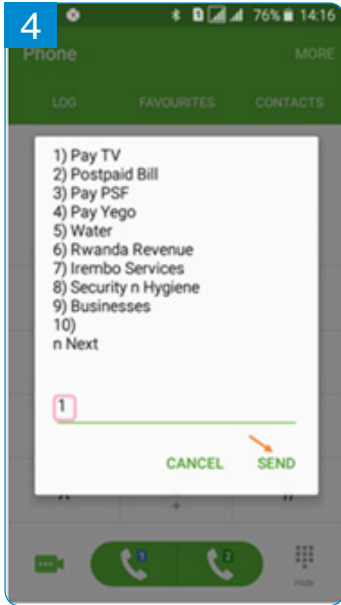 4
76% 14:16
Phone MORE
LOG FAVOURITES CONTACTS
1) Pay TV
2) Postpaid Bill
3) Pay PSF
4) Pay Yego
5) Water
6) Rwanda Revenue
7) Irembo Services
8) Security n Hygiene
9) Businesses
10)
n Next
1
CANCEL SEND
+
1 2
Hide